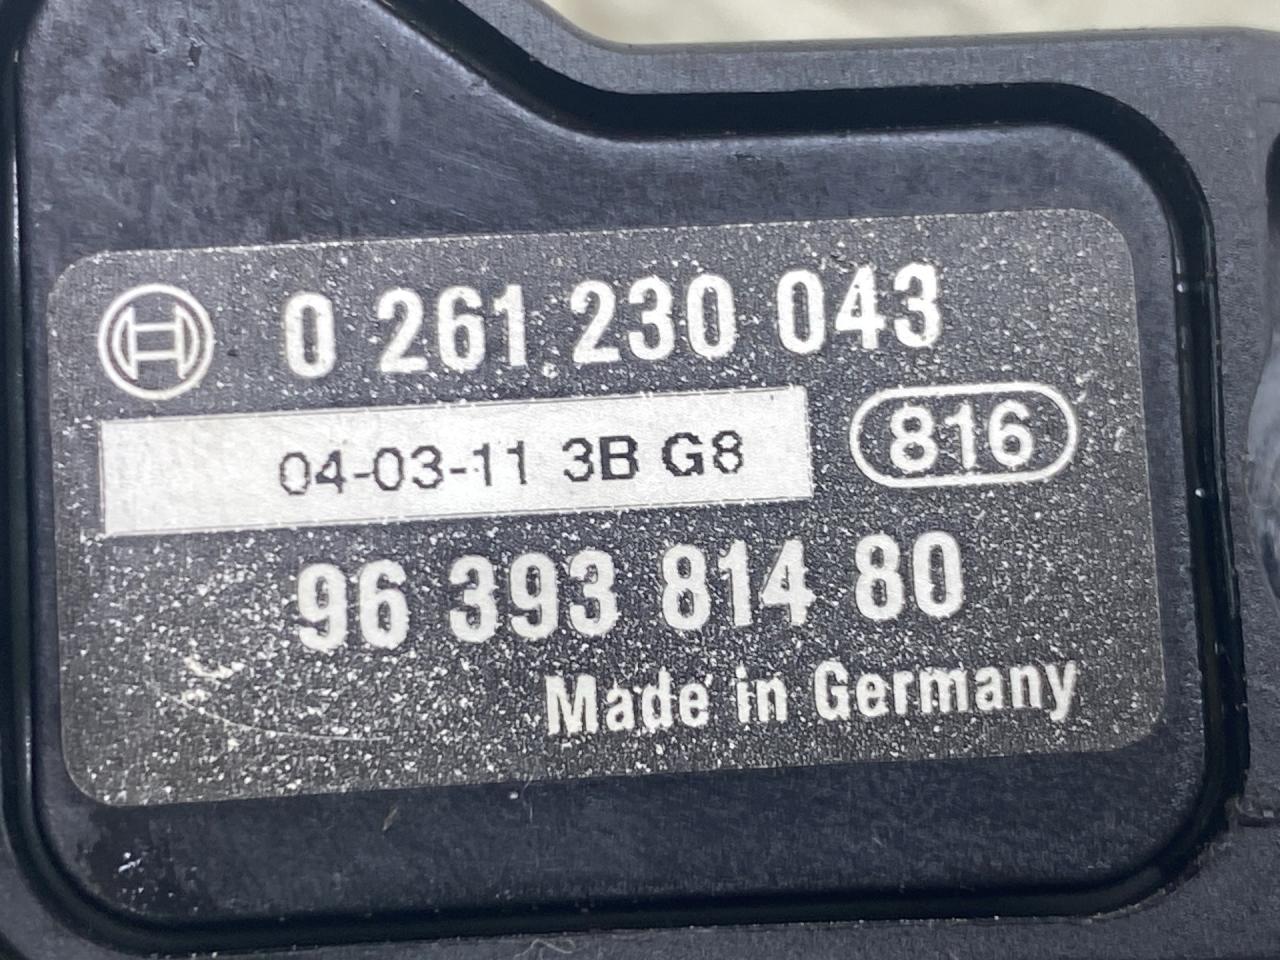 0 261 230 043
04-03-11 3B G8 816
96 393 814 80
Made in Germany